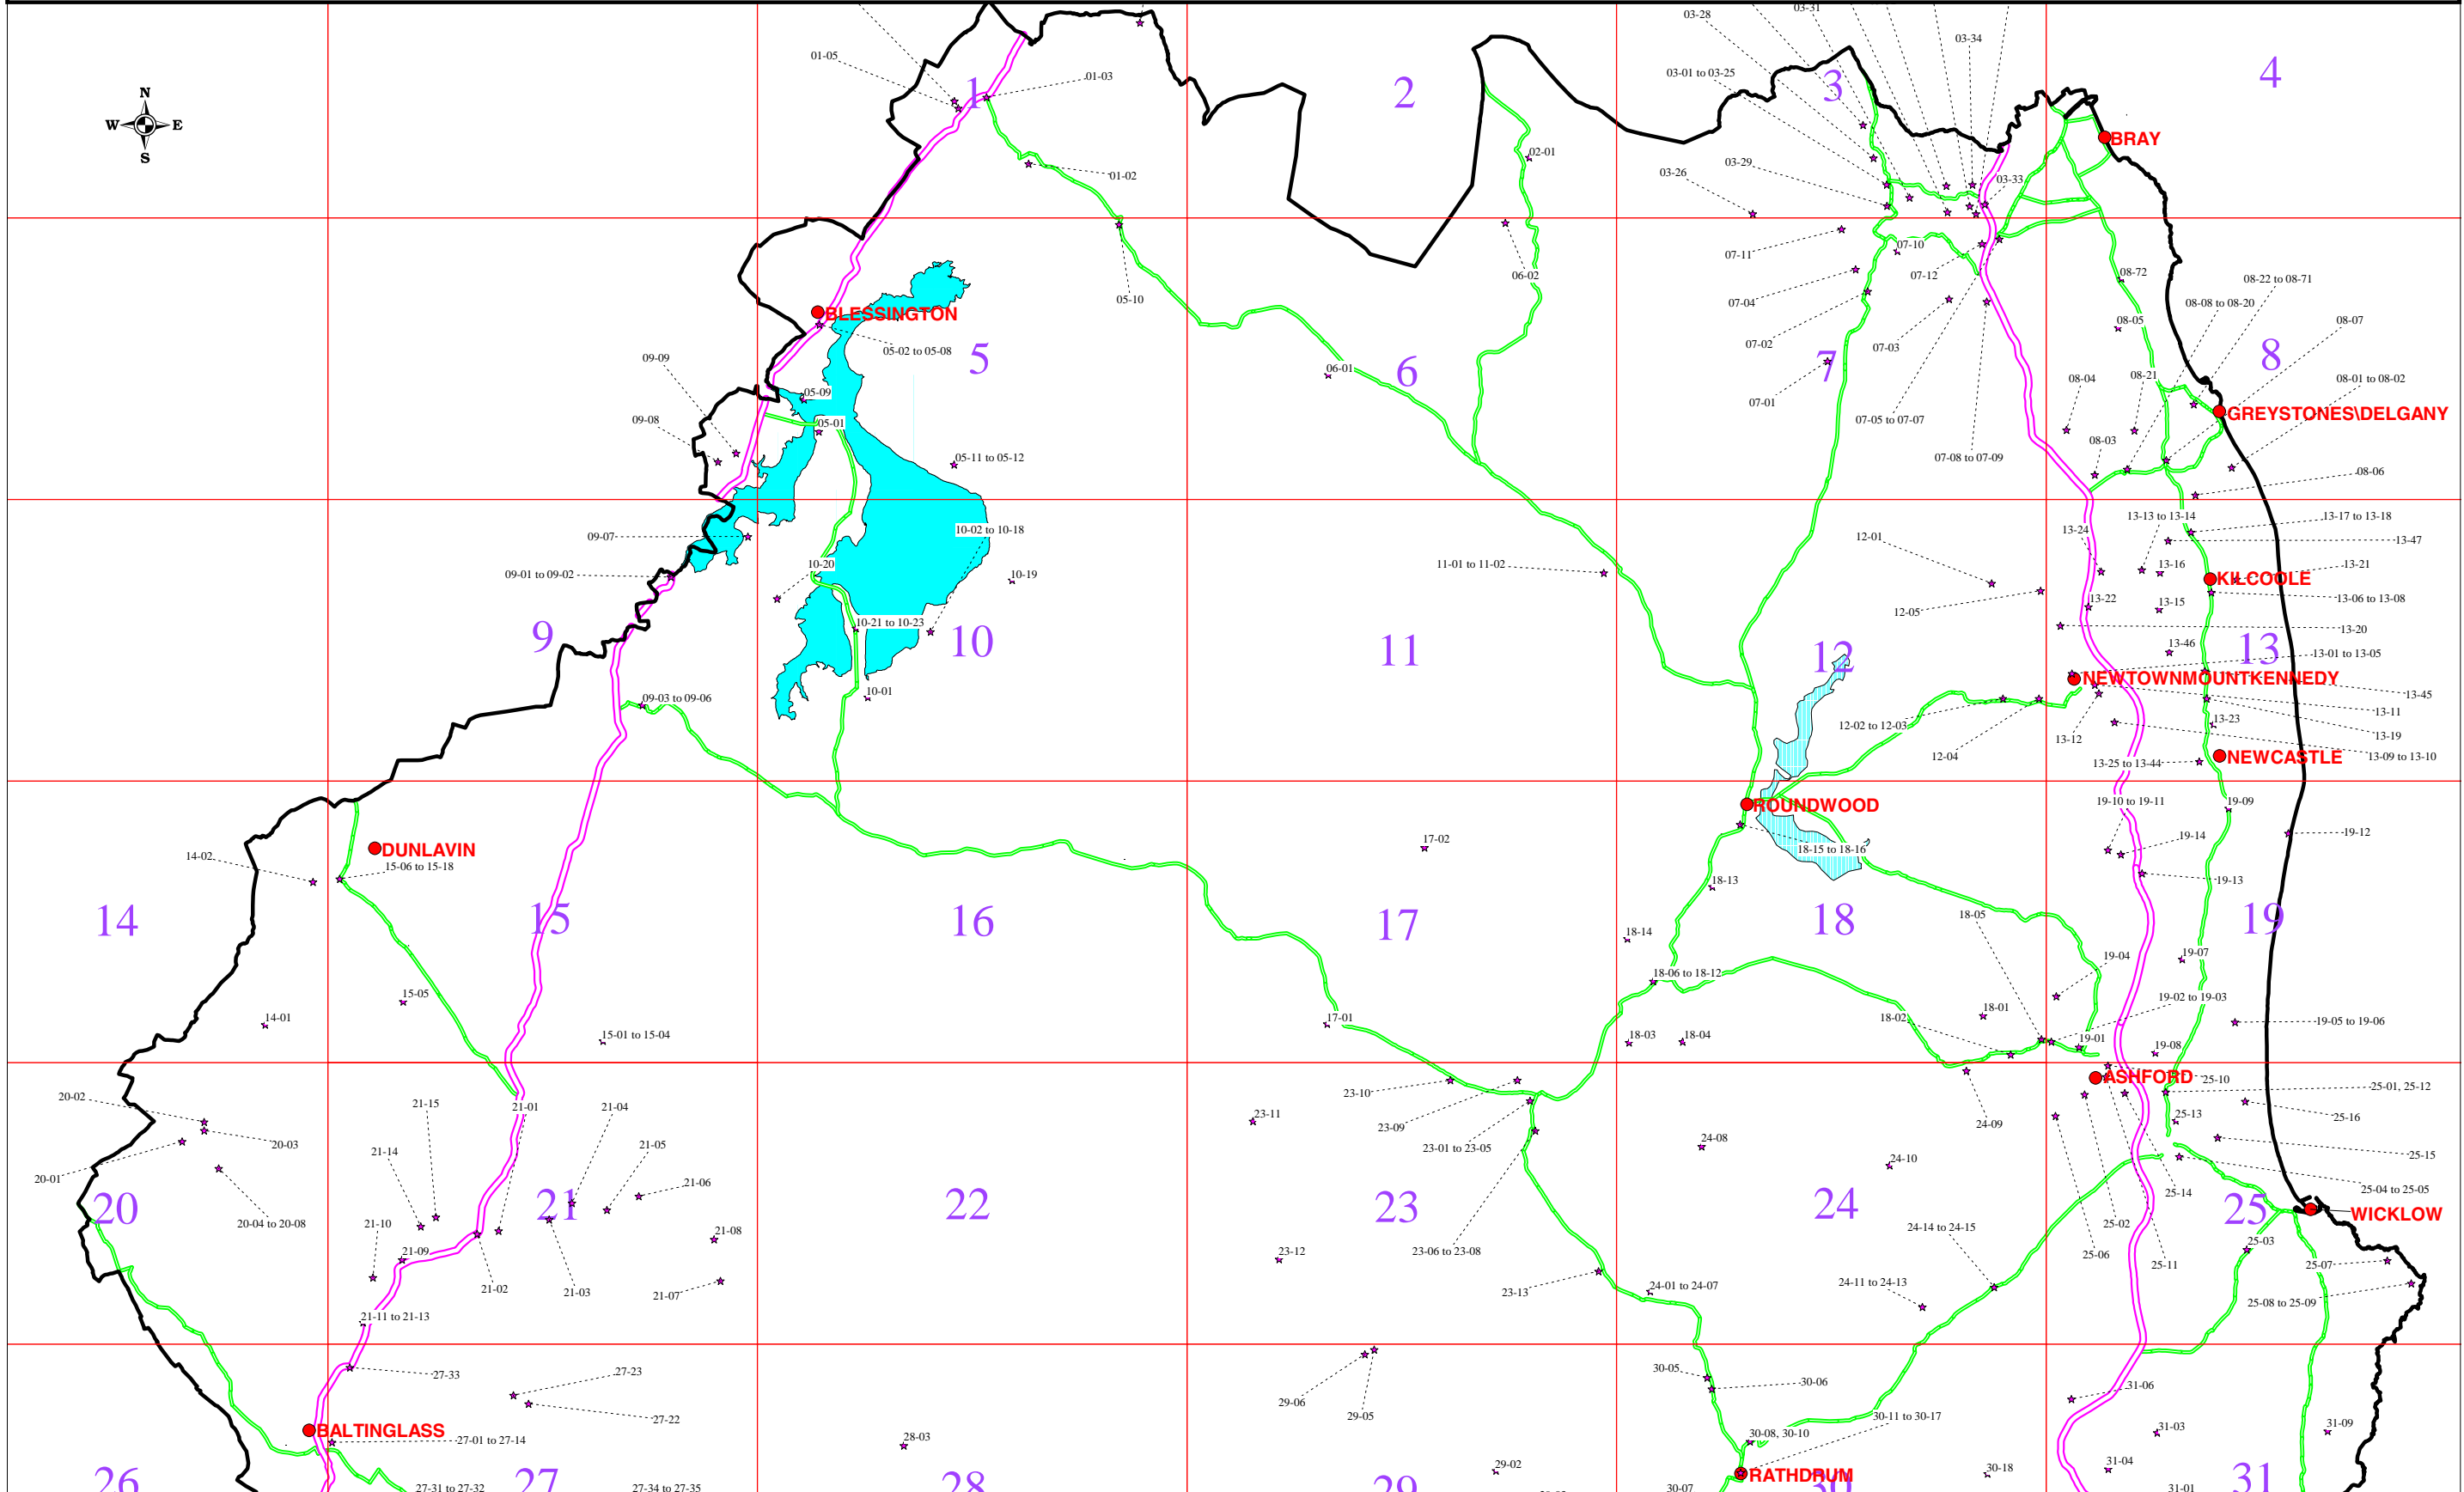 N
W E
S
1
2
3
4
01-05
01-03
01-02
02-01
03-28
03-31
03-34
03-01 to 03-25
03-29
03-26
03-33
BRAY
BLESSINGTON
05-02 to 05-08
05-10
5
05-09
05-01
05-11 to 05-12
09-09
09-08
06-02
06-01
6
07-11
07-10
07-12
07-04
07-02
07-03
7
07-01
07-05 to 07-07
07-08 to 07-09
08-72
08-22 to 08-71
08-08 to 08-20
08-05
08-07
8
08-04
08-21
08-01 to 08-02
GREYSTONES\DELGANY
08-03
08-06
09-07
09-01 to 09-02
9
09-03 to 09-06
10-02 to 10-18
10-20
10-19
10-21 to 10-23
10
10-01
11-01 to 11-02
11
12-01
12-05
12
12-02 to 12-03
12-04
13-24
13-13 to 13-14
13-17 to 13-18
13-47
13-16
13-21
KILCOOLE
13-22
13-15
13-06 to 13-08
13-20
13-46
13
13-01 to 13-05
NEWTOWNMOUNTKENNEDY
13-45
13-11
13-23
13-19
13-12
13-25 to 13-44
NEWCASTLE
13-09 to 13-10
14-02
DUNLAVIN
15-06 to 15-18
14
15
16
17-02
17
ROUNDWOOD
18-15 to 18-16
18-13
18-14
18-05
18
19-10 to 19-11
19-09
19-14
19-12
19-13
19
19-07
19-04
14-01
15-05
15-01 to 15-04
17-01
18-06 to 18-12
18-03
18-04
18-02
18-01
19-02 to 19-03
19-01
19-08
19-05 to 19-06
20-02
20-03
20-01
20
20-04 to 20-08
21-15
21-01
21-04
21-14
21-05
21-06
21
21-10
21-09
21-08
21-02
21-03
21-07
21-11 to 21-13
22
23-10
23-11
23-09
23-01 to 23-05
23
23-12
23-06 to 23-08
23-13
24-09
24-08
24-10
24
24-14 to 24-15
24-11 to 24-13
24-01 to 24-07
ASHFORD
25-10
25-01, 25-12
25-13
25-16
25-15
25-14
25-04 to 25-05
25-02
25
WICKLOW
25-06
25-11
25-03
25-07
25-08 to 25-09
27-33
27-23
27-22
BALTINGLASS
27-01 to 27-14
26
27
27-31 to 27-32
27-34 to 27-35
28-03
28
29-06
29-05
29-02
29
30-05
30-06
30-11 to 30-17
30-08, 30-10
RATHDRUM
30-07
30
30-18
31-06
31-03
31-09
31-04
31
31-01